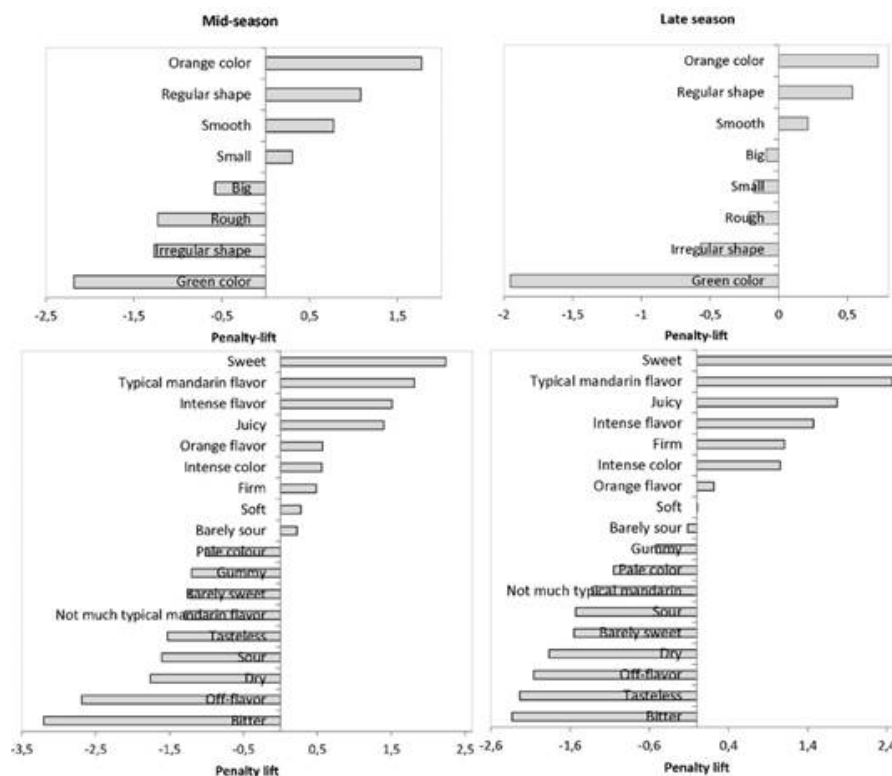 Mid-season
Orange color
Regular shape
Smooth
Small
Big
Rough
Irregular shape
Green color
-2,5 -1,5 -0,5 0,5 1,5
Penalty-lift
Late season
Orange color
Regular shape
Smooth
Big
Small
Rough
Irregular shape
Green color
-2 -1,5 -1 -0,5 0 0,5
Penalty-lift
Sweet
Typical mandarin flavor
Intense flavor
Juicy
Orange flavor
Intense color
Firm
Soft
Barely sour
Pale colour
Gummy
Barely sweet
Not much typical mandarin flavor
Tasteless
Sour
Dry
Off-flavor
Bitter
-3,5 -2,5 -1,5 -0,5 0,5 1,5 2,5
Penalty lift
Sweet
Typical mandarin flavor
Juicy
Intense flavor
Firm
Intense color
Orange flavor
Soft
Barely sour
Gummy
Pale color
Not much typical mandarin
Sour
Barely sweet
Dry
Off-flavor
Tasteless
Bitter
-2,6 -1,6 -0,6 0,4 1,4 2,4
Penalty lift